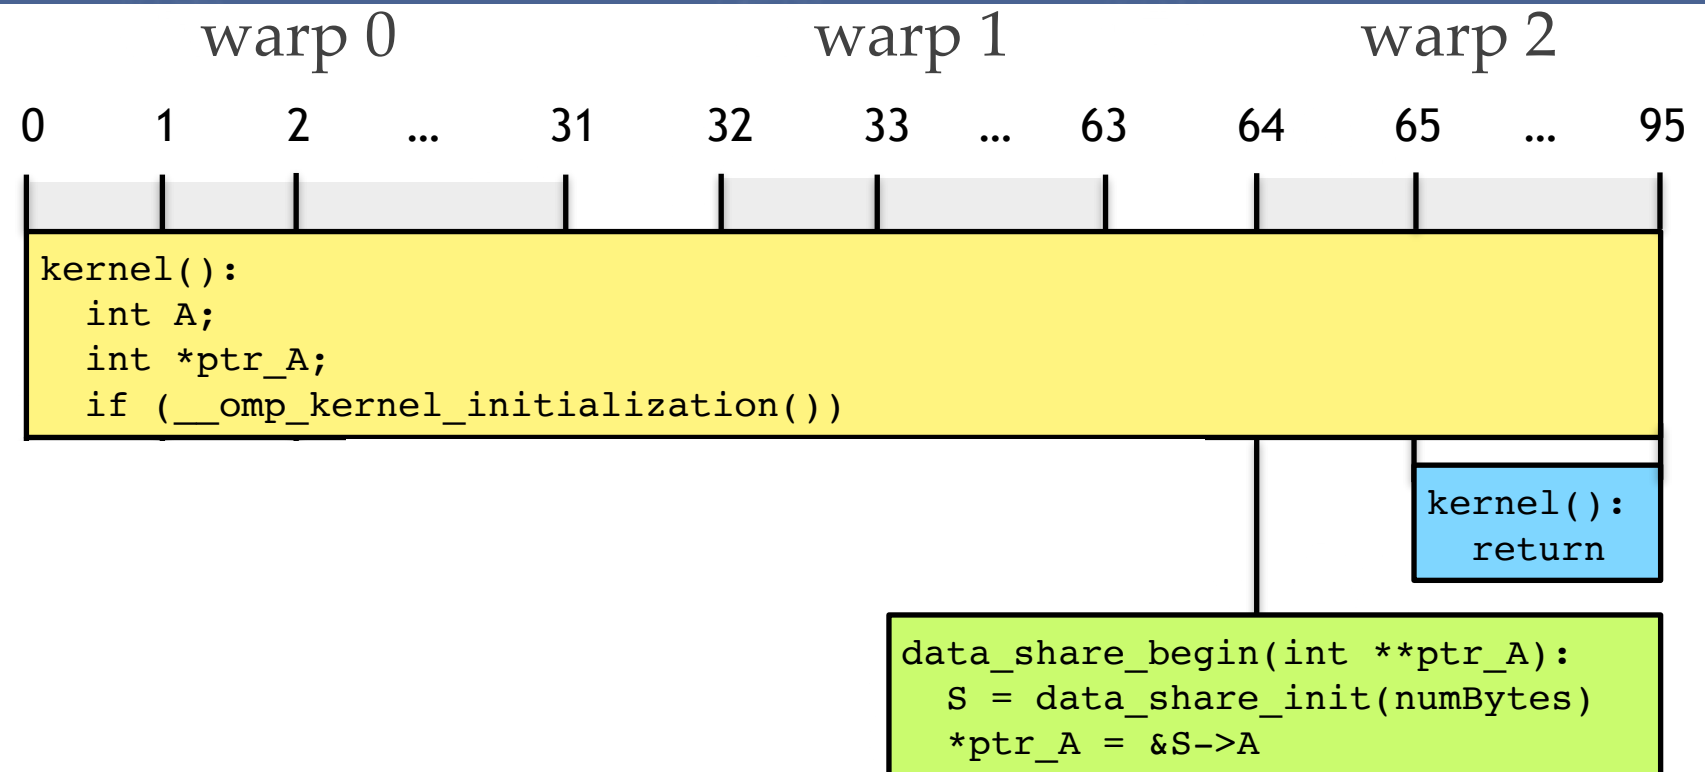 warp 0 warp 1 warp 2
0 1 2 … 31 32 33 … 63 64 65 … 95
kernel():
int A;
int *ptr_A;
if (__omp_kernel_initialization())
kernel():
return
data_share_begin(int **ptr_A):
S = data_share_init(numBytes)
*ptr_A = &S->A